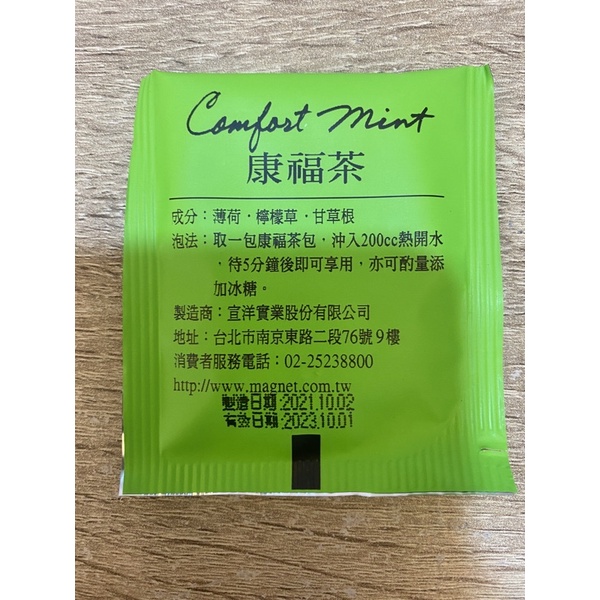 Comfort Mint
康福茶
成分：薄荷．檸檬草．甘草根
泡法：取一包康福茶包，沖入200cc熱開水
，待5分鐘後即可享用，亦可酌量添
加冰糖。
製造商：宣洋實業股份有限公司
地址：台北市南京東路二段76號9樓
消費者服務電話：02-25238800
http://www.magnet.com.tw
製造日期:2021.10.02
有效日期:2023.10.01